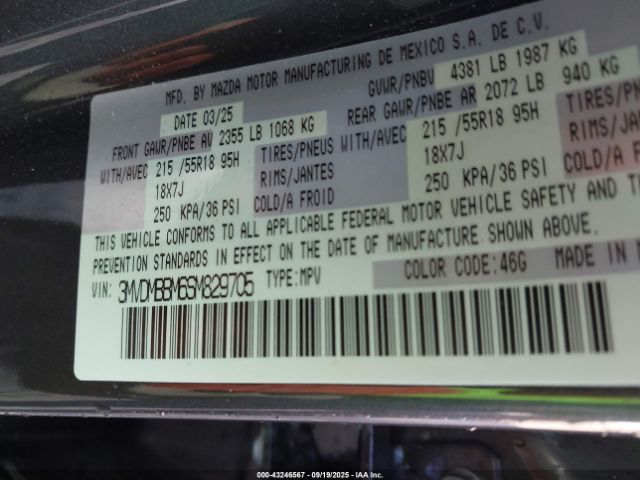 MFD. BY MAZDA MOTOR MANUFACTURING DE MEXICO S.A. DE C.V.
DATE 03/25 GVWR/PNBV 4381 LB 1987 KG
FRONT GAWR/PNBE AV 2355 LB 1068 KG REAR GAWR/PNBE AR 2072 LB 940 KG
WITH/AVEC 215 /55R18 95H TIRES/PNEUS WITH/AVEC 215 /55R18 95H TIRES/PN
18X7J RIMS/JANTES 18X7J RIMS/JA
250 KPA/36 PSI COLD/A FROID 250 KPA/36 PSI COLD/A F
THIS VEHICLE CONFORMS TO ALL APPLICABLE FEDERAL MOTOR VEHICLE SAFETY AND
PREVENTION STANDARDS IN EFFECT ON THE DATE OF MANUFACTURE SHOWN ABOVE.
VIN: 3MVDMBBM6SM829705 TYPE:MPV COLOR CODE:46G MADE IN
000-43246567 - 09/19/2025 - © IAA Inc.